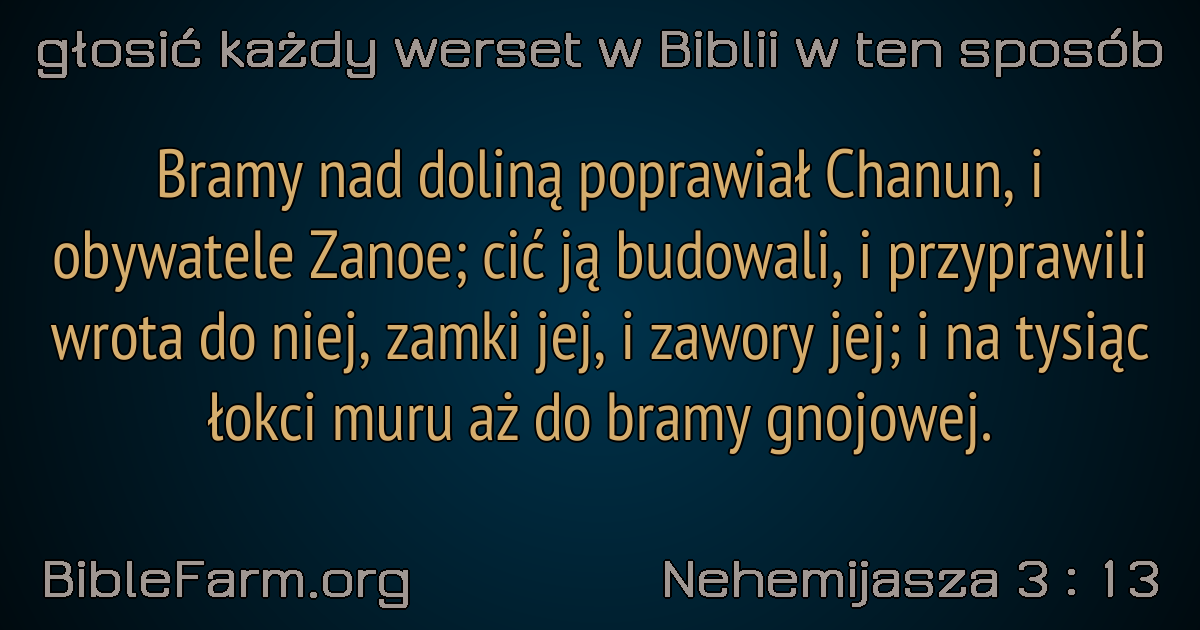 głosić każdy werset w Biblii w ten sposób
Bramy nad doliną poprawiał Chanun, i
obywatele Zanoe; cić ją budowali, i przyprawili
wrota do niej, zamki jej, i zawory jej; i na tysiąc
łokci muru aż do bramy gnojowej.
BibleFarm.org
Nehemijasza 3 : 13